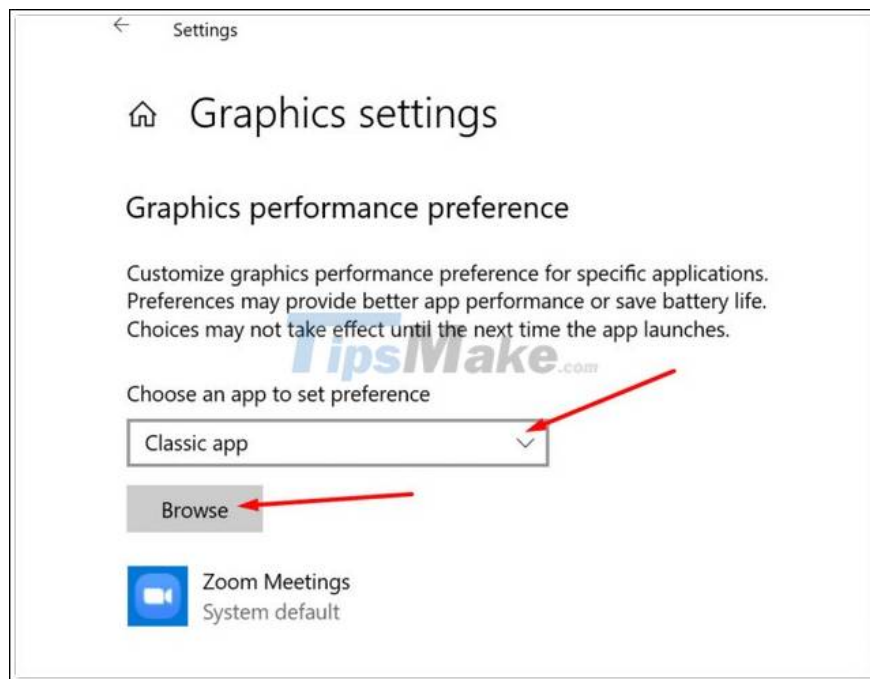 Settings
Graphics settings
Graphics performance preference
Customize graphics performance preference for specific applications.
Preferences may provide better app performance or save battery life.
Choices may not take effect until the next time the app launches.
TipsMake.com
Choose an app to set preference
Classic app
Browse
Zoom Meetings
System default